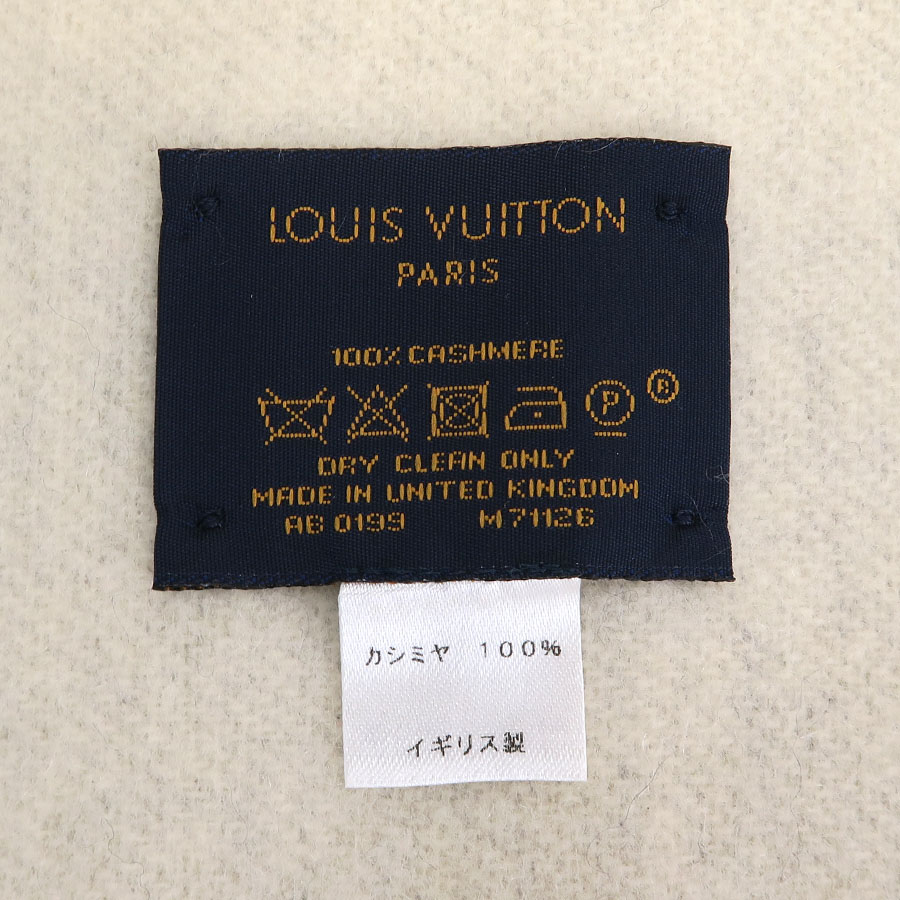 LOUIS VUITTON
PARIS
100% CASHMERE
P R
DRY CLEAN ONLY
MADE IN UNITED KINGDOM
AB 0199 M71126
カシミヤ 100%
イギリス製